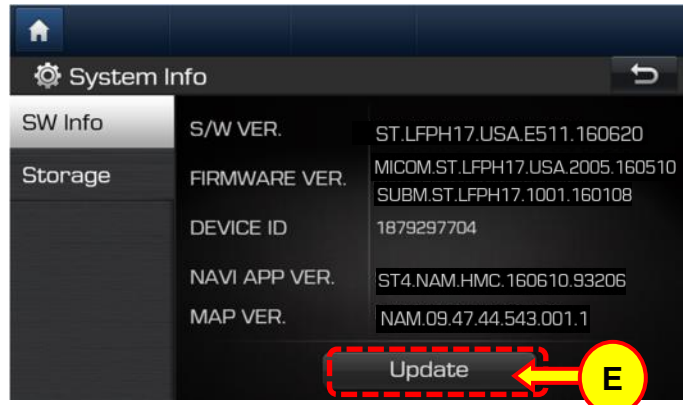 System Info
SW Info
S/W VER. ST.LFPH17.USA.E511.160620
Storage
FIRMWARE VER. MICOM.ST.LFPH17.USA.2005.160510
SUBM.ST.LFPH17.1001.160108
DEVICE ID 1879297704
NAVI APP VER. ST4.NAM.HMC.160610.93206
MAP VER. NAM.09.47.44.543.001.1
Update
E